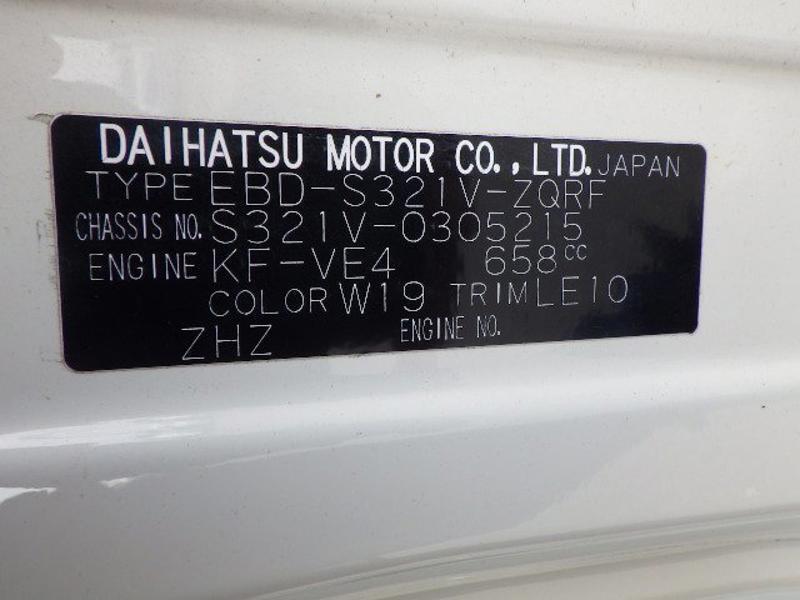 DAIHATSU MOTOR CO., LTD. JAPAN
TYPE EBD-S321V-ZQRF
CHASSIS NO. S321V-0305215
ENGINE KF-VE4 658cc
COLOR W19 TRIM LE10
ZHZ ENGINE NO.